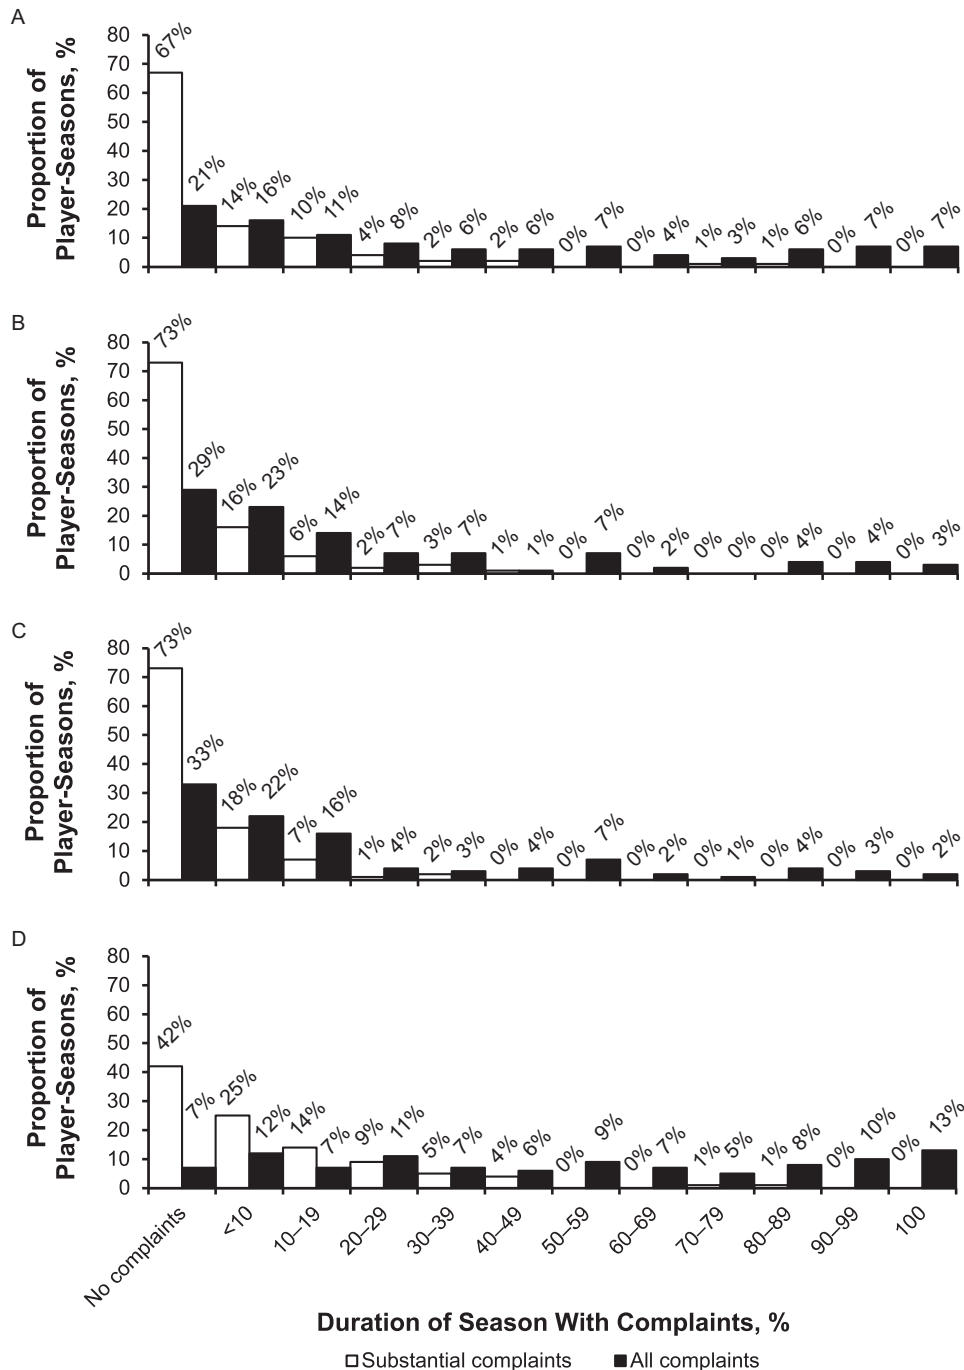 A
Proportion of
Player-Seasons, %
80
70
60
50
40
30
20
10
0
67% 21% 14% 16% 10% 11% 4% 8% 2% 6% 2% 6% 0% 7% 0% 4% 1% 3% 1% 6% 0% 7% 0% 7%
B
Proportion of
Player-Seasons, %
80
70
60
50
40
30
20
10
0
73% 29% 16% 23% 6% 14% 2% 7% 3% 7% 1% 1% 0% 7% 0% 2% 0% 0% 0% 4% 0% 4% 0% 3%
C
Proportion of
Player-Seasons, %
80
70
60
50
40
30
20
10
0
73% 33% 18% 22% 7% 16% 1% 4% 2% 3% 0% 4% 0% 7% 0% 2% 0% 1% 0% 4% 0% 3% 0% 2%
D
Proportion of
Player-Seasons, %
80
70
60
50
40
30
20
10
0
42% 7% 25% 12% 14% 7% 9% 11% 5% 7% 4% 6% 0% 9% 0% 7% 1% 5% 1% 8% 0% 10% 0% 13%
No complaints <10 10–19 20–29 30–39 40–49 50–59 60–69 70–79 80–89 90–99 100
Duration of Season With Complaints, %
Substantial complaints All complaints